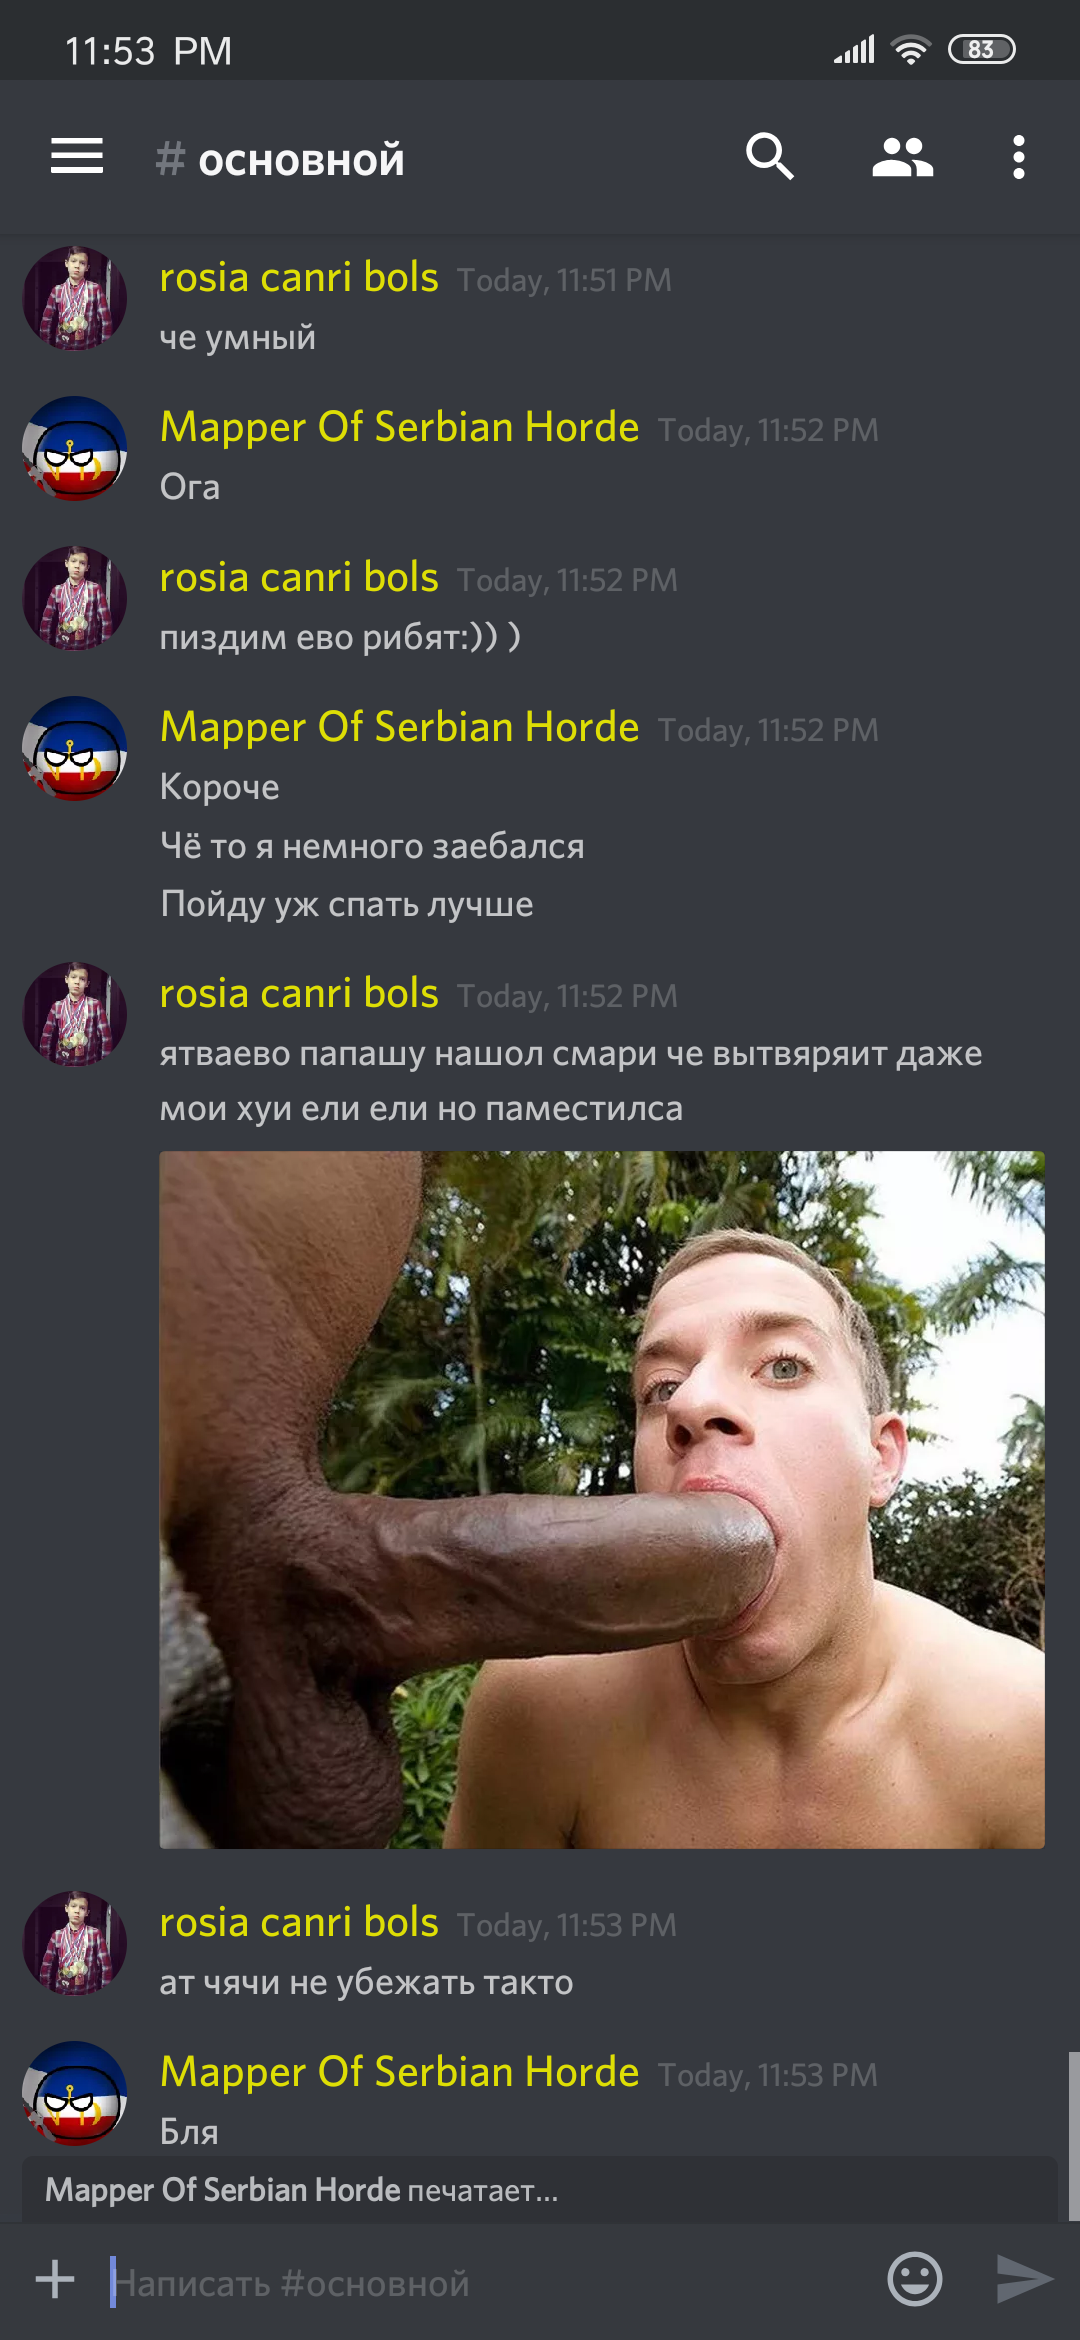 11:53 PM
83
# основной
rosia canri bols Today, 11:51 PM
че умный
Mapper Of Serbian Horde Today, 11:52 PM
Ога
rosia canri bols Today, 11:52 PM
пиздим ево рибят:)) )
Mapper Of Serbian Horde Today, 11:52 PM
Короче
Чё то я немного заебался
Пойду уж спать лучше
rosia canri bols Today, 11:52 PM
ятваево папашу нашол смари че вытвяряит даже
мои хуи ели ели но паместилса
rosia canri bols Today, 11:53 PM
ат чячи не убежать такто
Mapper Of Serbian Horde Today, 11:53 PM
Бля
Mapper Of Serbian Horde печатает...
Написать #основной